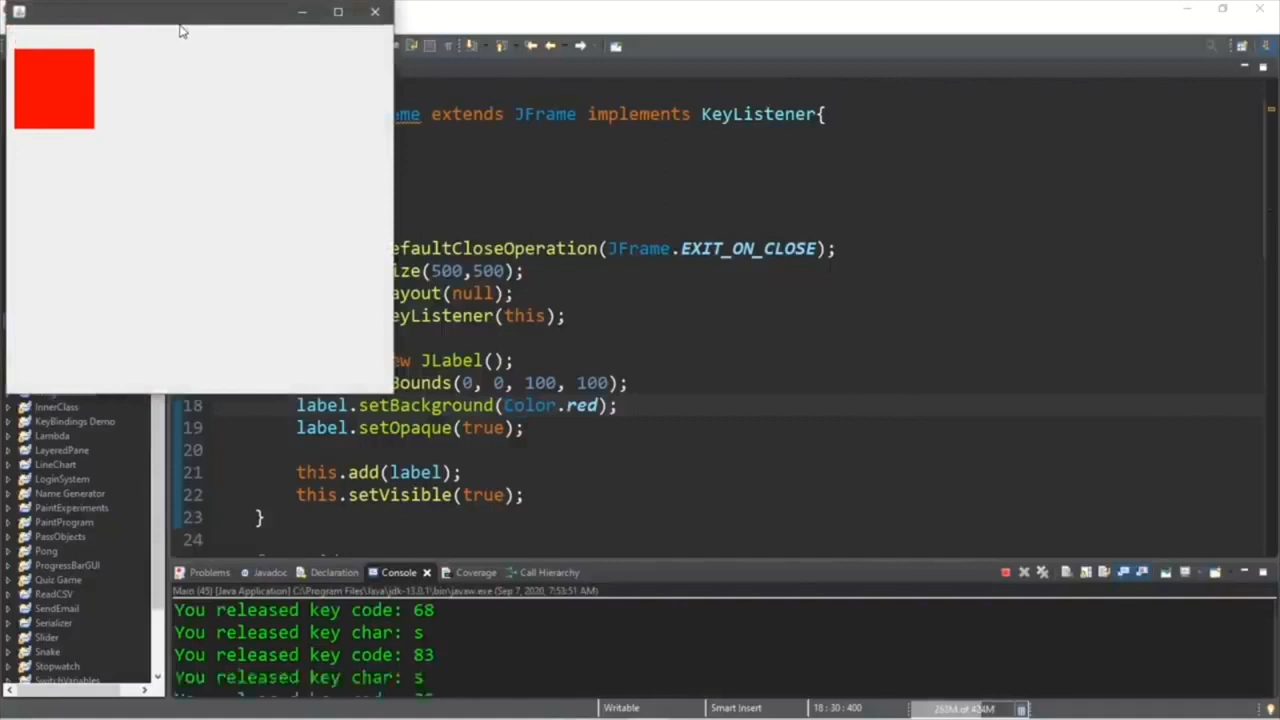 ame extends JFrame implements KeyListener{
efaultCloseOperation(JFrame.EXIT_ON_CLOSE);
ize(500,500);
ayout(null);
eyListener(this);
ew JLabel();
Bounds(0, 0, 100, 100);
18 label.setBackground(Color.red);
19 label.setOpaque(true);
20
21 this.add(label);
22 this.setVisible(true);
23 }
24
InnerClass
KeyBindings Demo
Lambda
LayeredPane
LineChart
LoginSystem
Name Generator
PaintExperiments
PaintProgram
PassObjects
Pong
ProgressBarGUI
Quiz Game
ReadCSV
SendEmail
Serializer
Slider
Snake
Stopwatch
SwitchVariables
Problems Javadoc Declaration Console Coverage Call Hierarchy
Main (45) [Java Application] C:\Program Files\Java\jdk-13.0.1\bin\javaw.exe (Sep 7, 2020, 7:53:51 AM)
You released key code: 68
You released key char: s
You released key code: 83
You released key char: s
Writable Smart Insert 18 : 30 : 400 of 424M